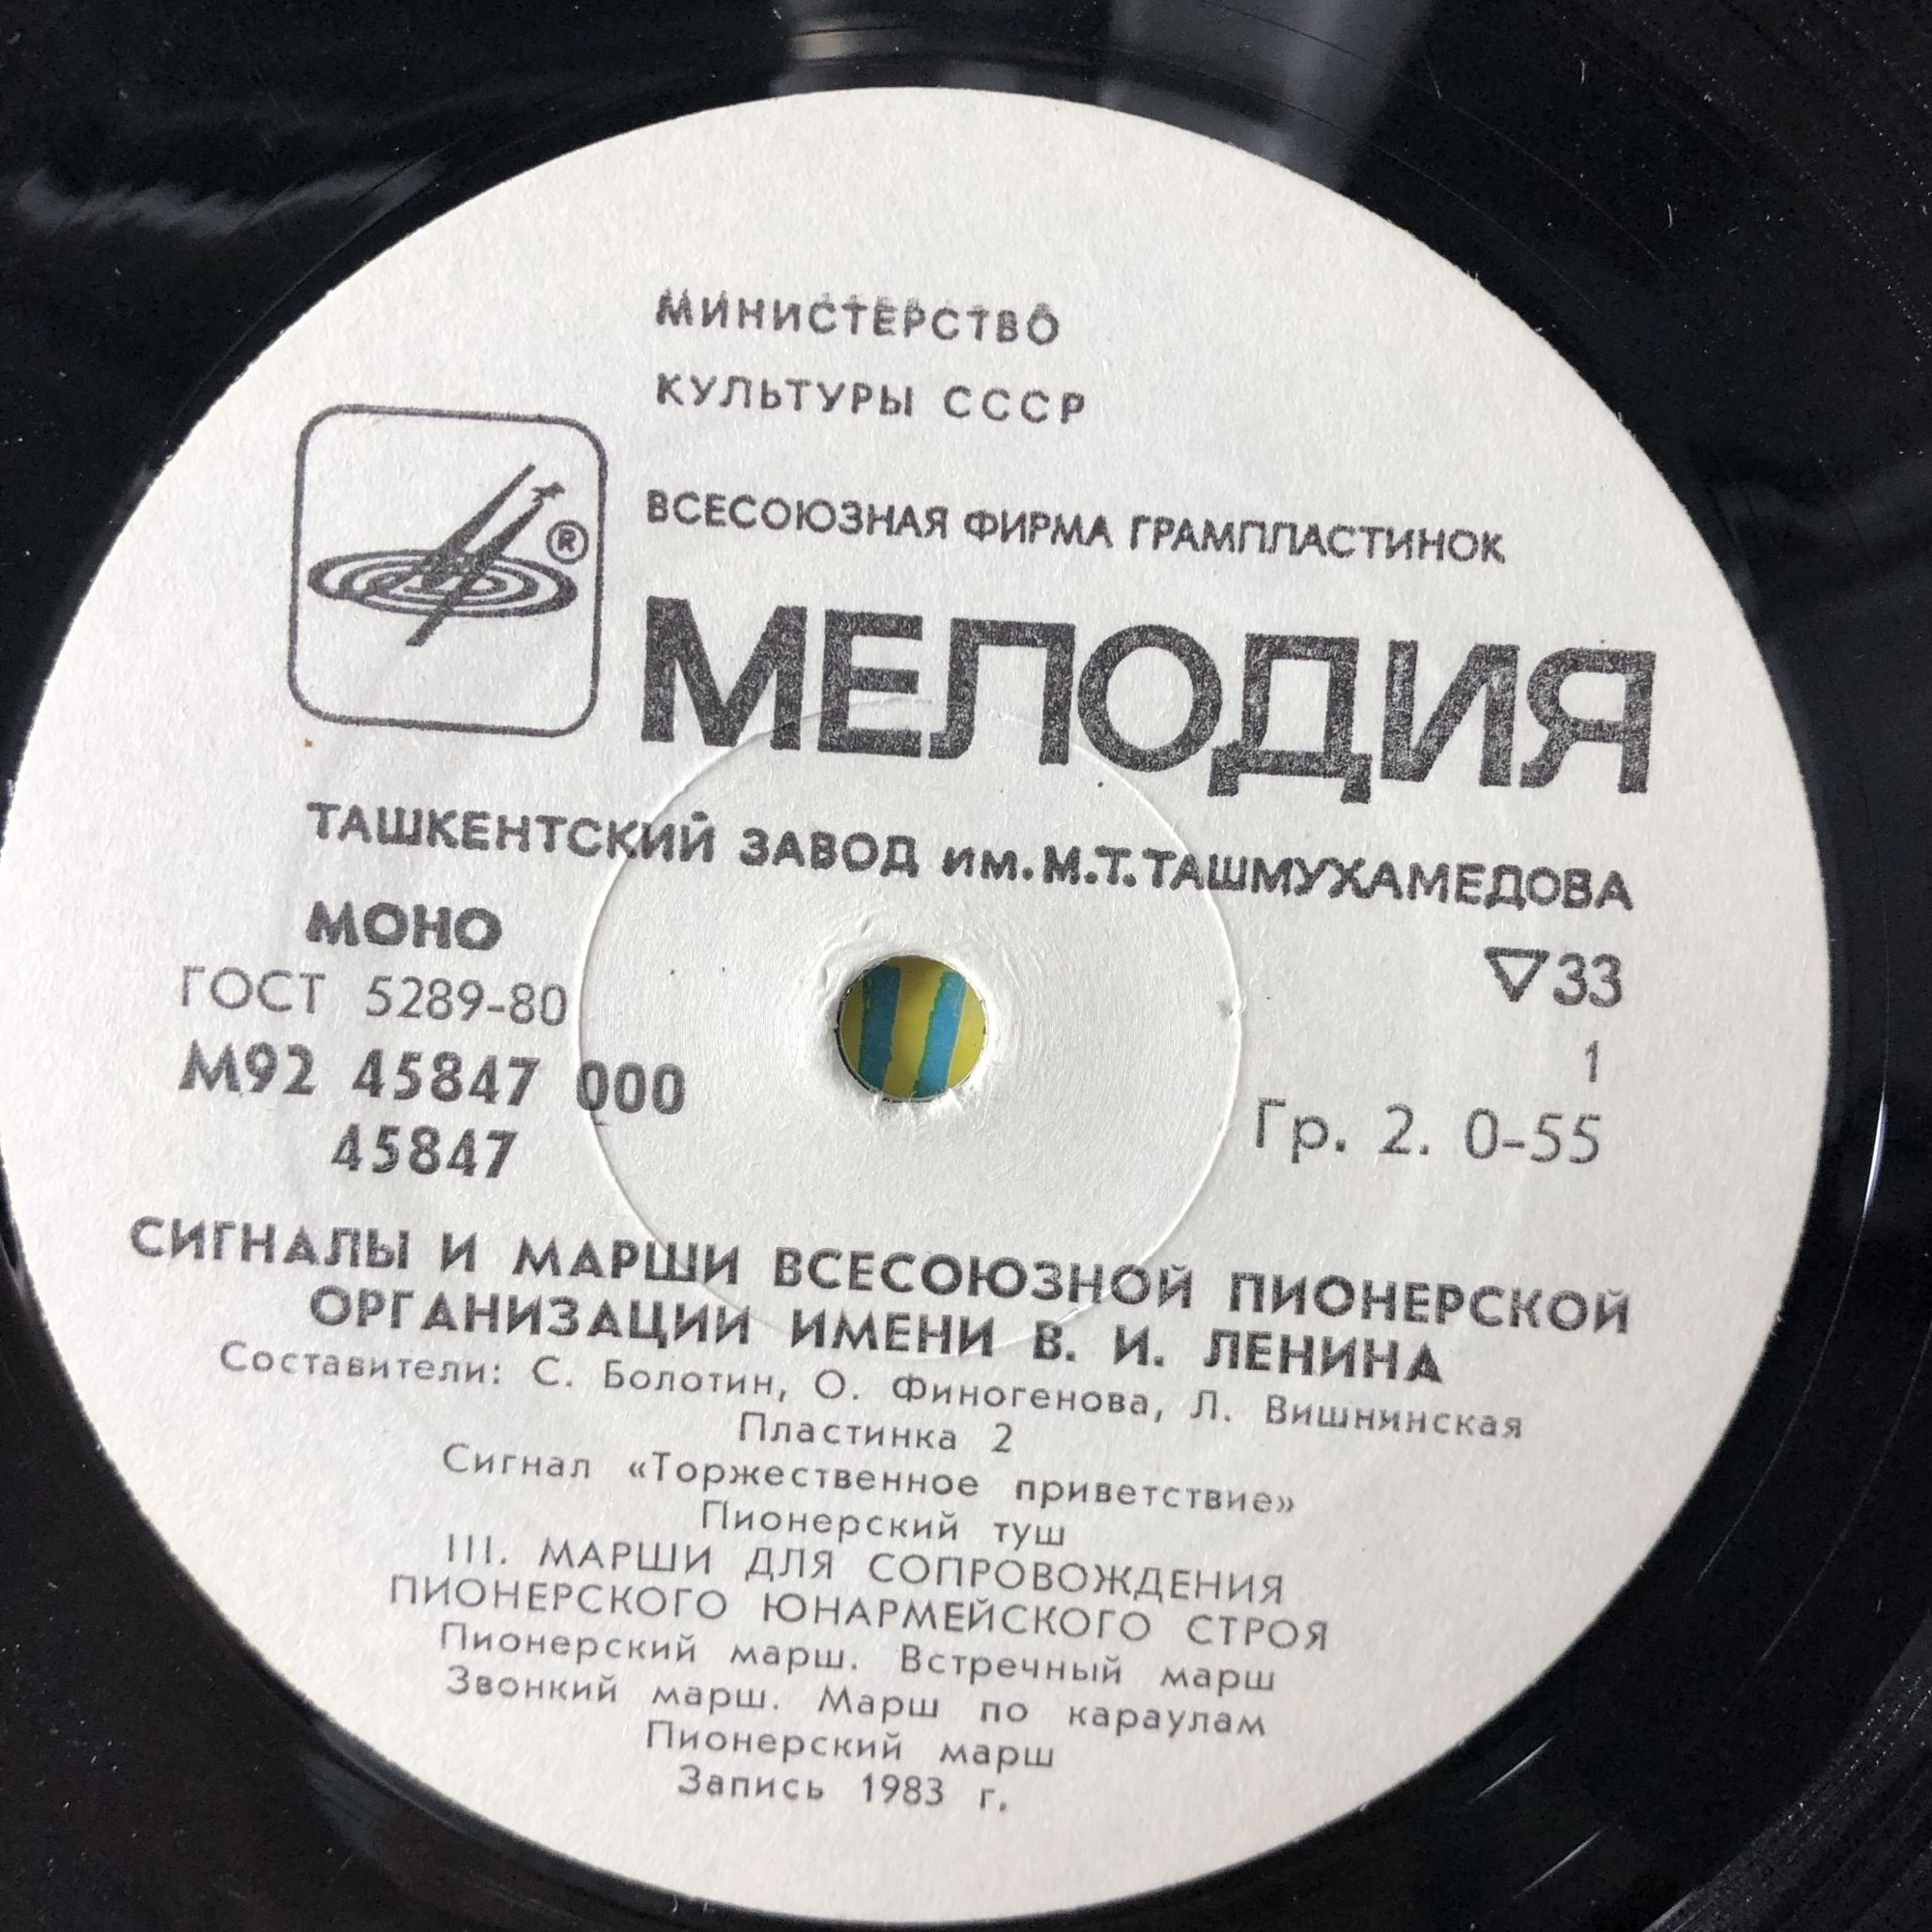 МИНИСТЕРСТВО
КУЛЬТУРЫ СССР
®
ВСЕСОЮЗНАЯ ФИРМА ГРАМПЛАСТИНОК
МЕЛОДИЯ
ТАШКЕНТСКИЙ ЗАВОД им. М.Т. ТАШМУХАМЕДОВА
МОНО
▽33
ГОСТ 5289-80
1
М92 45847 000
Гр. 2. 0-55
45847
СИГНАЛЫ И МАРШИ ВСЕСОЮЗНОЙ ПИОНЕРСКОЙ
ОРГАНИЗАЦИИ ИМЕНИ В. И. ЛЕНИНА
Составители: С. Болотин, О. Финогенова, Л. Вишнинская
Пластинка 2
Сигнал «Торжественное приветствие»
Пионерский туш
III. МАРШИ ДЛЯ СОПРОВОЖДЕНИЯ
ПИОНЕРСКОГО ЮНАРМЕЙСКОГО СТРОЯ
Пионерский марш. Встречный марш
Звонкий марш. Марш по караулам
Пионерский марш
Запись 1983 г.